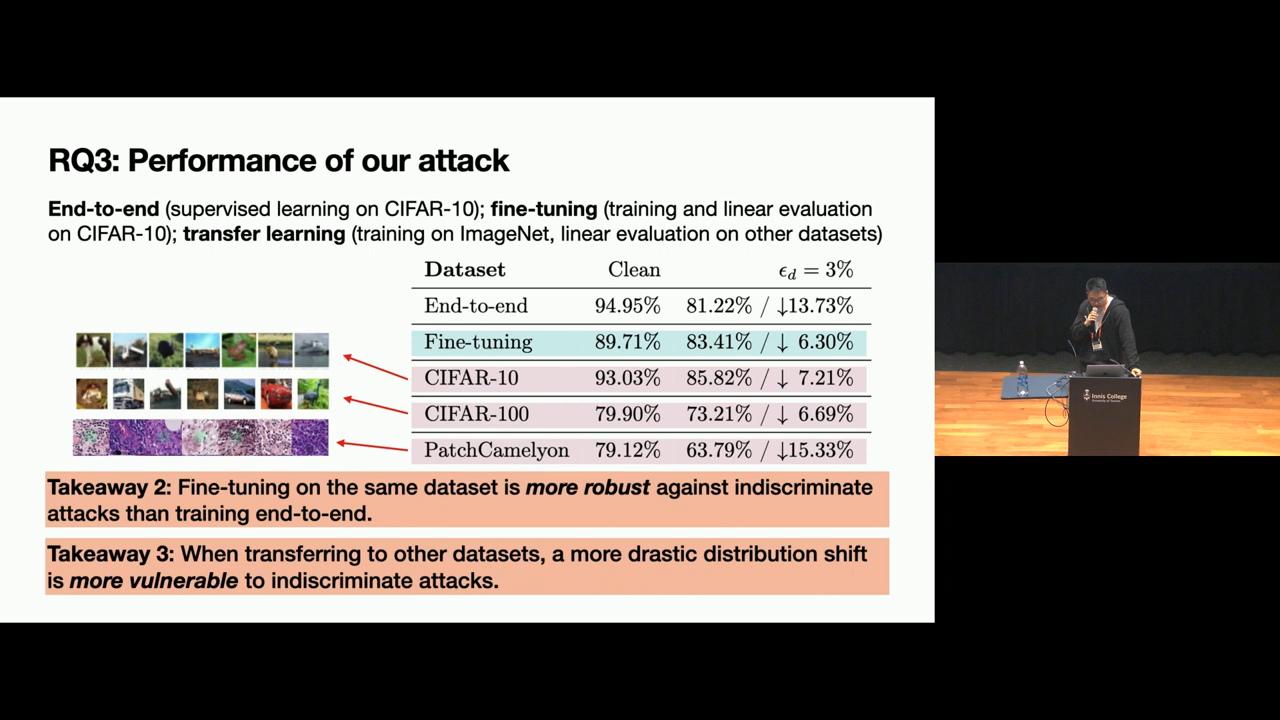 RQ3: Performance of our attack
End-to-end (supervised learning on CIFAR-10); fine-tuning (training and linear evaluation
on CIFAR-10); transfer learning (training on ImageNet, linear evaluation on other datasets)
Dataset Clean ϵd = 3%
End-to-end 94.95% 81.22% / ↓13.73%
Fine-tuning 89.71% 83.41% / ↓ 6.30%
CIFAR-10 93.03% 85.82% / ↓ 7.21%
CIFAR-100 79.90% 73.21% / ↓ 6.69%
PatchCamelyon 79.12% 63.79% / ↓15.33%
Takeaway 2: Fine-tuning on the same dataset is more robust against indiscriminate
attacks than training end-to-end.
Takeaway 3: When transferring to other datasets, a more drastic distribution shift
is more vulnerable to indiscriminate attacks.
Innis College